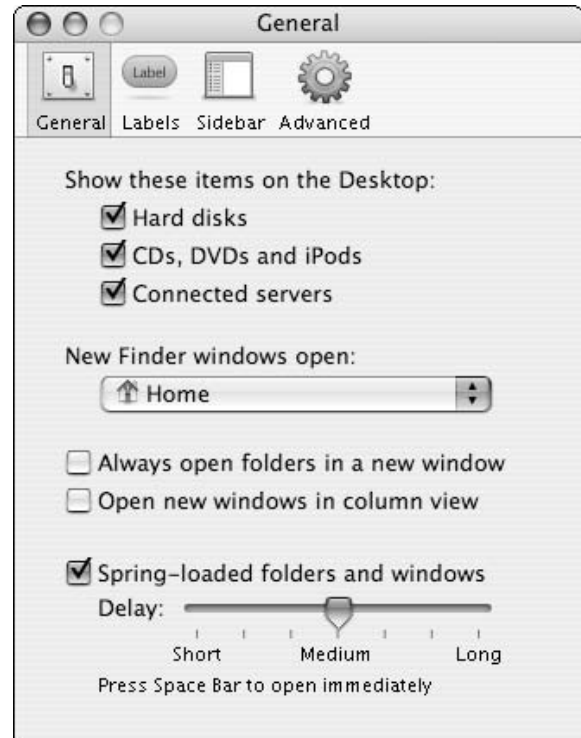 General
Label
General Labels Sidebar Advanced
Show these items on the Desktop:
Hard disks
CDs, DVDs and iPods
Connected servers
New Finder windows open:
Home
Always open folders in a new window
Open new windows in column view
Spring-loaded folders and windows
Delay:
Short Medium Long
Press Space Bar to open immediately